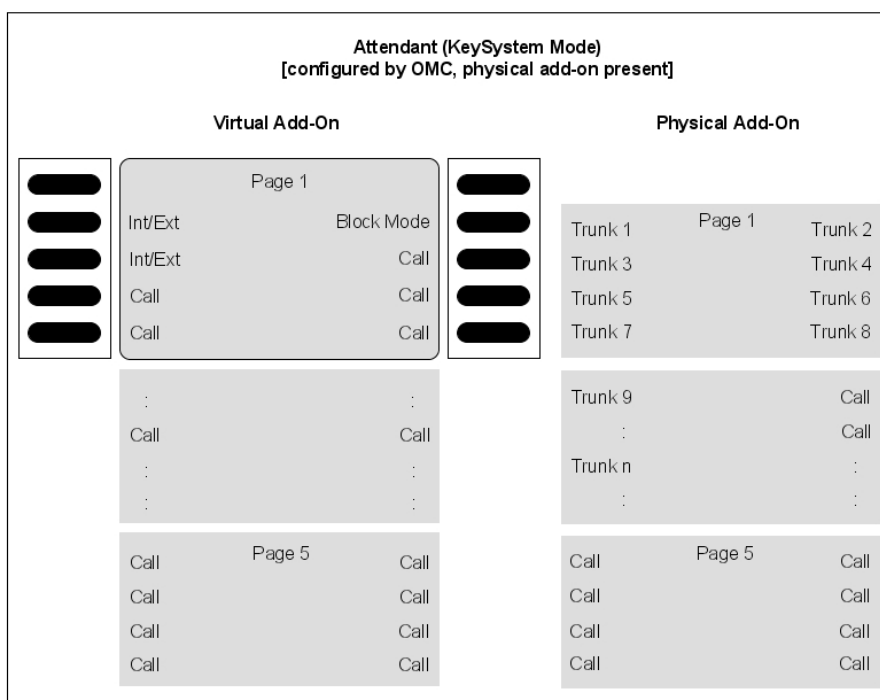 Attendant (KeySystem Mode)
[configured by OMC, physical add-on present]
Virtual Add-On
Page 1
Int/Ext Block Mode
Int/Ext Call
Call Call
Call Call
: :
Call Call
: :
: :
Page 5
Call Call
Call Call
Call Call
Call Call
Physical Add-On
Page 1
Trunk 1 Trunk 2
Trunk 3 Trunk 4
Trunk 5 Trunk 6
Trunk 7 Trunk 8
Trunk 9 Call
: Call
Trunk n :
: :
Page 5
Call Call
Call Call
Call Call
Call Call